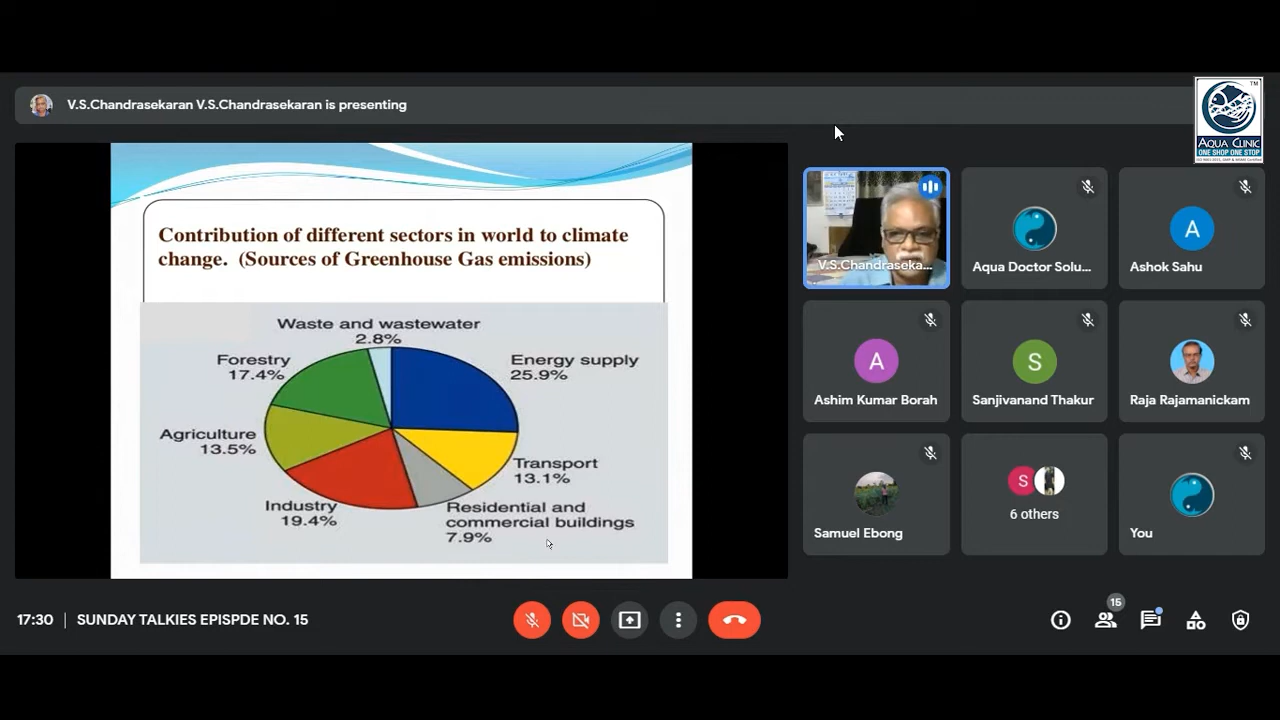 V.S.Chandrasekaran V.S.Chandrasekaran is presenting
TM
AQUA CLINIC
ONE SHOP ONE STOP
Contribution of different sectors in world to climate
change. (Sources of Greenhouse Gas emissions)
Waste and wastewater
2.8%
Forestry
17.4%
Energy supply
25.9%
Agriculture
13.5%
Transport
13.1%
Industry
19.4%
Residential and
commercial buildings
7.9%
V.S.Chandraseka...
Aqua Doctor Solu...
A
Ashok Sahu
A
Ashim Kumar Borah
S
Sanjivanand Thakur
Raja Rajamanickam
Samuel Ebong
S
6 others
You
17:30 | SUNDAY TALKIES EPISPDE NO. 15
15